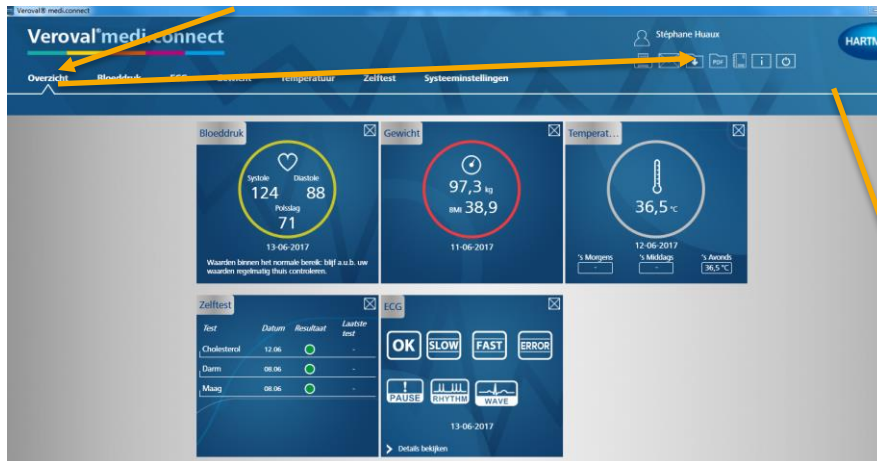 Veroval® medi.connect
Veroval® medi.connect
Stéphane Huaux
HARTM
PDF
i
Overzicht Bloeddruk ECG Gewicht Temperatuur Zelftest Systeeminstellingen
Bloeddruk
Systole Diastole
124 88
Polsslag
71
13-06-2017
Waarden binnen het normale bereik: blijf a.u.b. uw
waarden regelmatig thuis controleren.
Gewicht
97,3 kg
BMI 38,9
11-06-2017
Temperat...
36,5 °C
12-06-2017
's Morgens 's Middags 's Avonds
- - 36,5 °C
Zelftest
Test Datum Resultaat Laatste
test
Cholesterol 12.06 -
Darm 08.06 -
Maag 08.06 -
ECG
OK SLOW FAST ERROR
! PAUSE RHYTHM WAVE
13-06-2017
Details bekijken